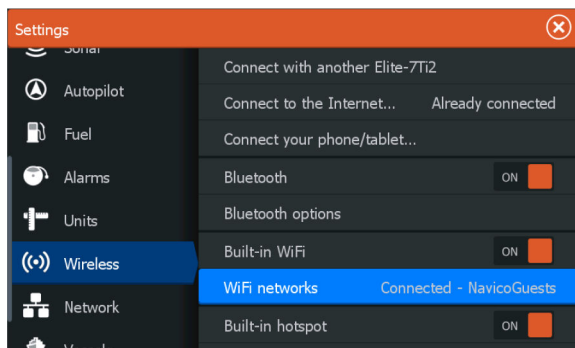 Settings
Sonar
Autopilot
Fuel
Alarms
Units
Wireless
Network
Connect with another Elite-7Ti2
Connect to the Internet... Already connected
Connect your phone/tablet...
Bluetooth ON
Bluetooth options
Built-in WiFi ON
WiFi networks Connected - NavicoGuests
Built-in hotspot ON